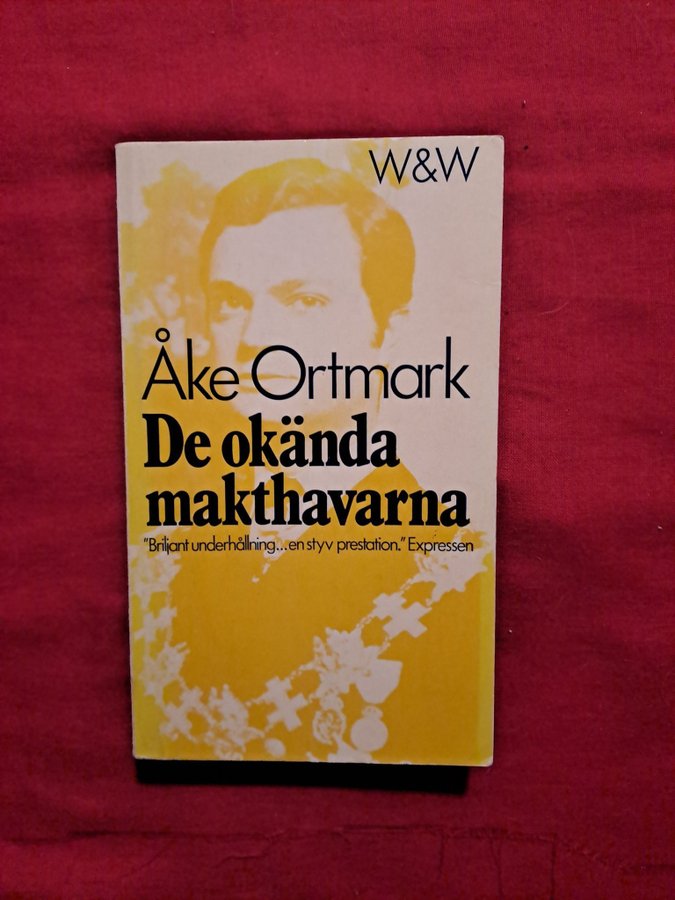 W&W
Åke Ortmark
De okända
makthavarna
"Briljant underhållning...en styv prestation." Expressen